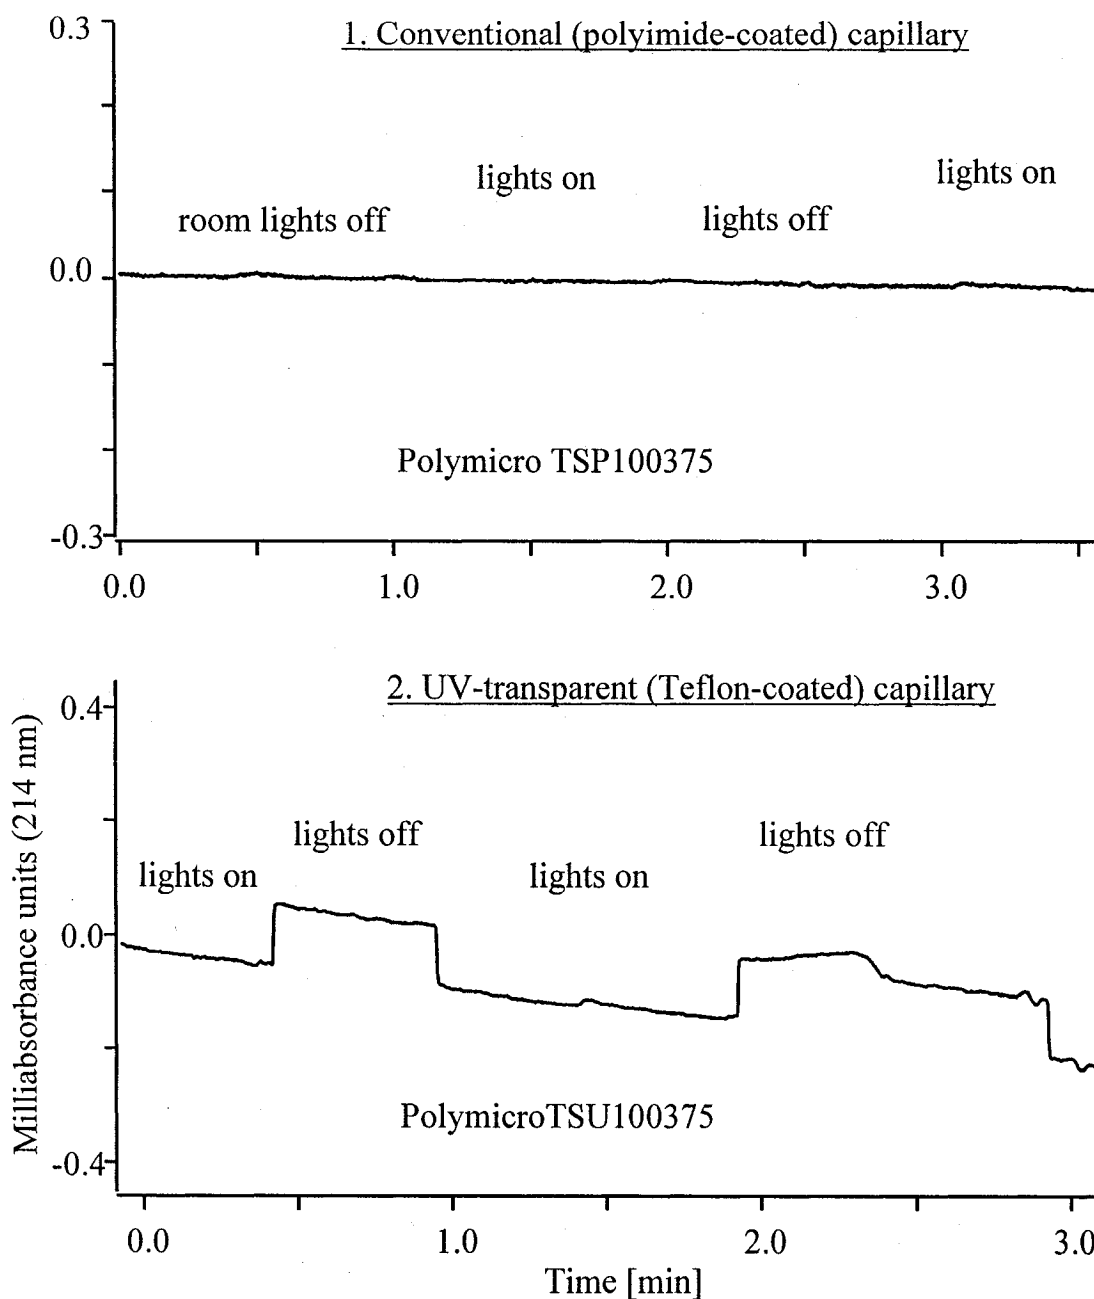 1. Conventional (polyimide-coated) capillary
0.3
lights on
lights on
room lights off
lights off
0.0
Polymicro TSP100375
-0.3
0.0 1.0 2.0 3.0
2. UV-transparent (Teflon-coated) capillary
0.4
lights off
lights off
lights on
lights on
0.0
Milliabsorbance units (214 nm)
PolymicroTSU100375
-0.4
0.0 1.0 2.0 3.0
Time [min]